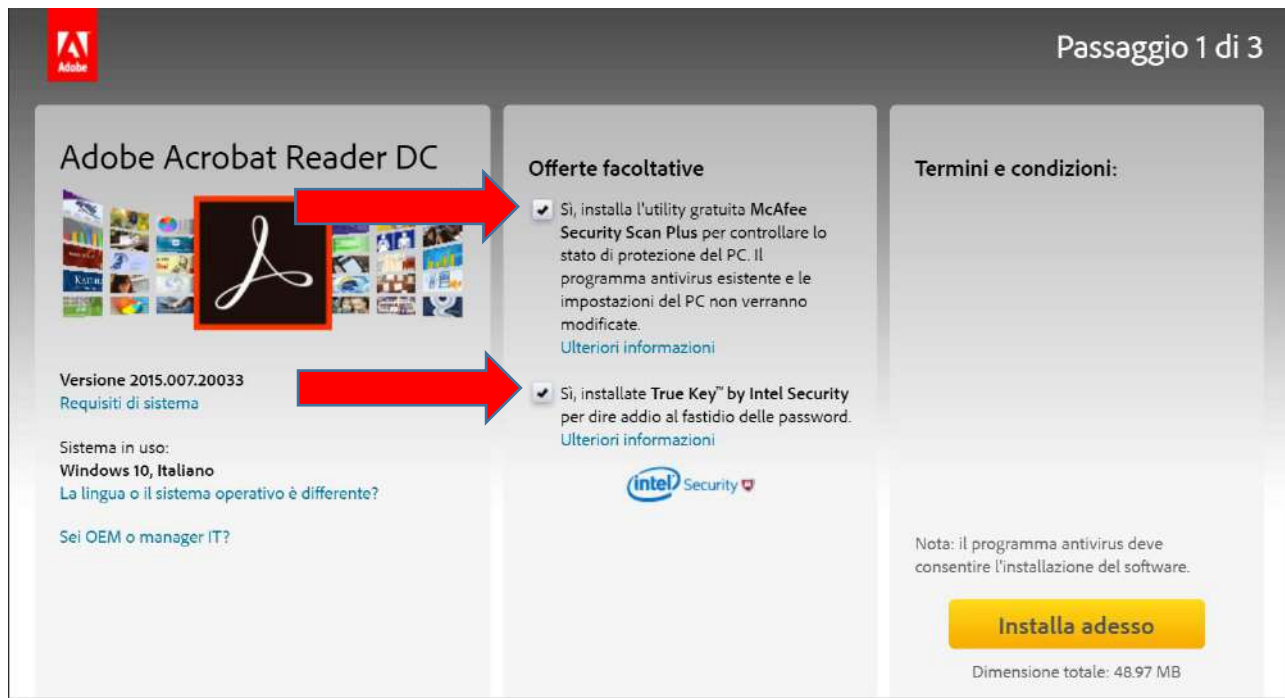 Adobe
Passaggio 1 di 3
Adobe Acrobat Reader DC
Versione 2015.007.20033
Requisiti di sistema
Sistema in uso:
Windows 10, Italiano
La lingua o il sistema operativo è differente?
Sei OEM o manager IT?
Offerte facoltative
Sì, installa l'utility gratuita McAfee
Security Scan Plus per controllare lo
stato di protezione del PC. Il
programma antivirus esistente e le
impostazioni del PC non verranno
modificate.
Ulteriori informazioni
Sì, installate True Key™ by Intel Security
per dire addio al fastidio delle password.
Ulteriori informazioni
intel Security
Termini e condizioni:
Nota: il programma antivirus deve
consentire l'installazione del software.
Installa adesso
Dimensione totale: 48.97 MB